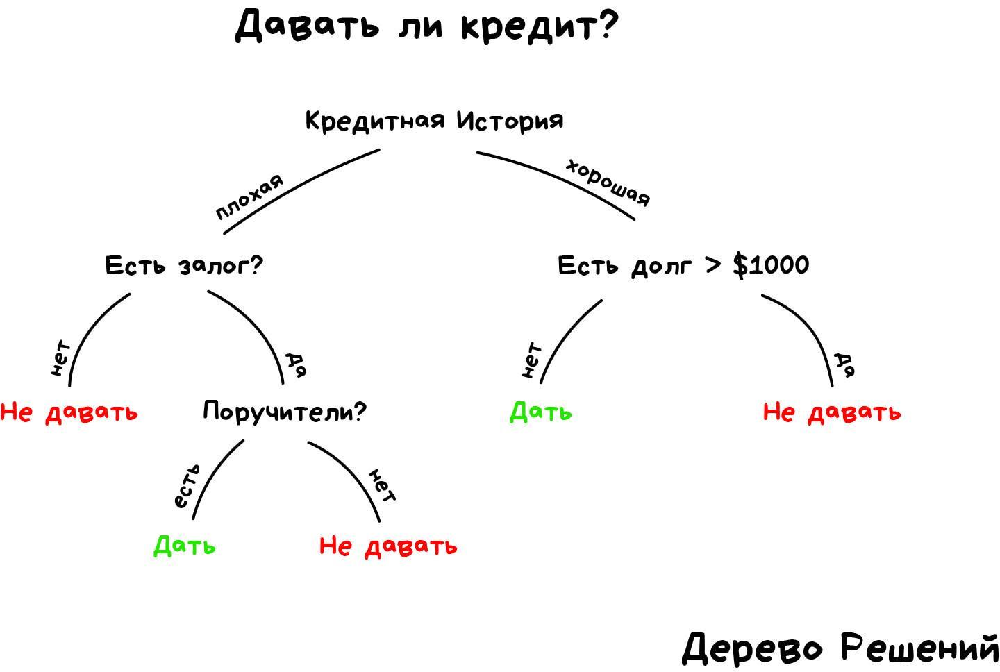 Давать ли кредит?
Кредитная История
плохая
хорошая
Есть залог?
Есть долг > $1000
нет
да
нет
да
Не давать
Поручители?
Дать
Не давать
есть
нет
Дать
Не давать
Дерево Решений